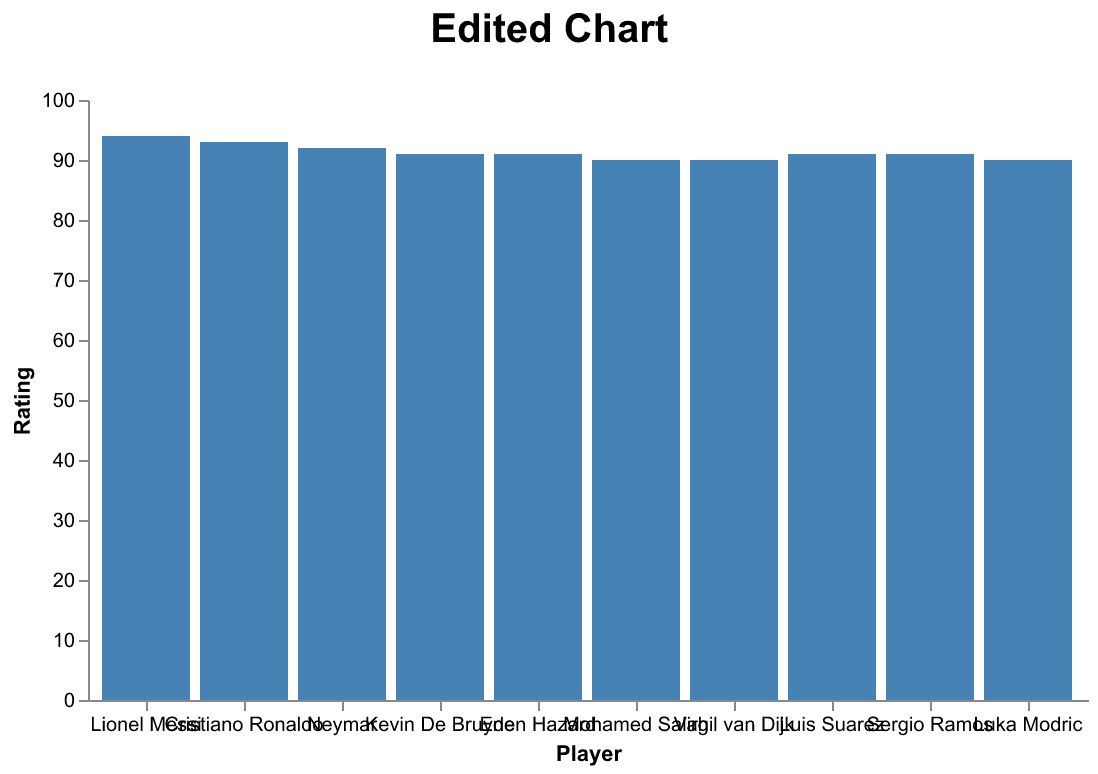 Edited Chart
100
90
80
70
60
50
40
30
20
10
0
Rating
Lionel Messi Cristiano Ronaldo Neymar Kevin De Bruyne Eden Hazard Mohamed Salah Virgil van Dijk Luis Suarez Sergio Ramos Luka Modric
Player